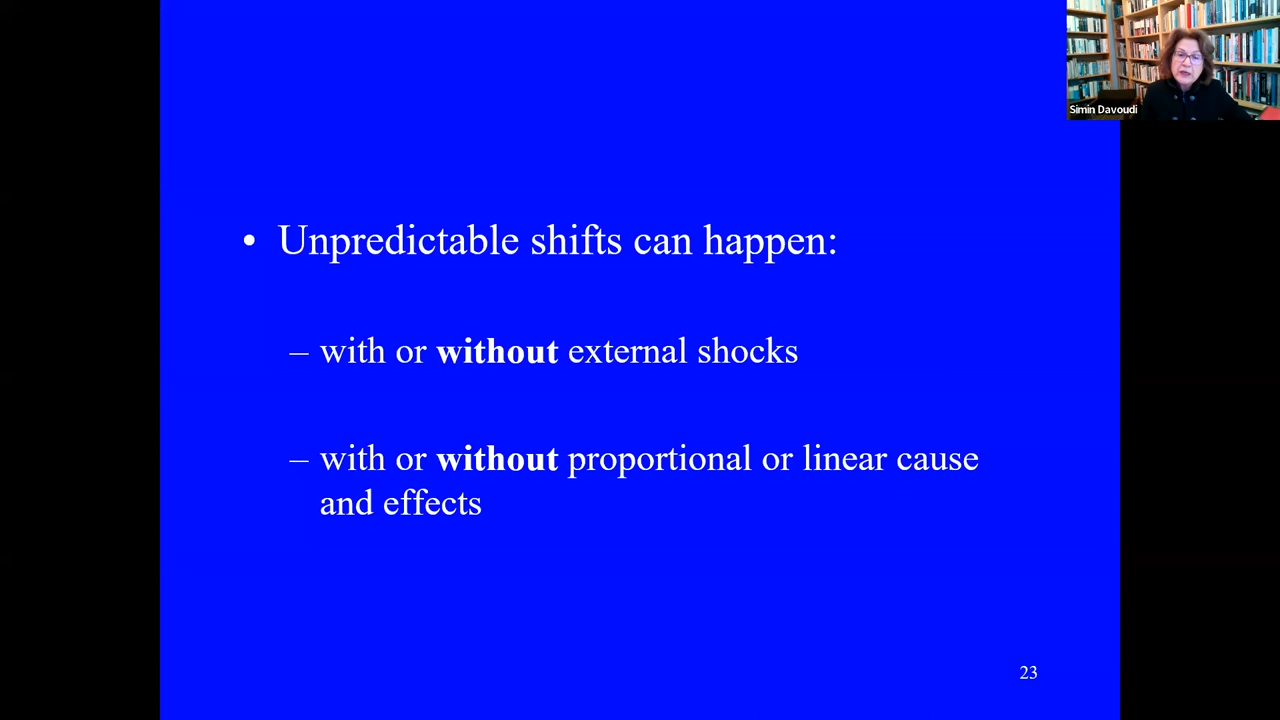 Simin Davoudi
• Unpredictable shifts can happen:
– with or without external shocks
– with or without proportional or linear cause
and effects
23